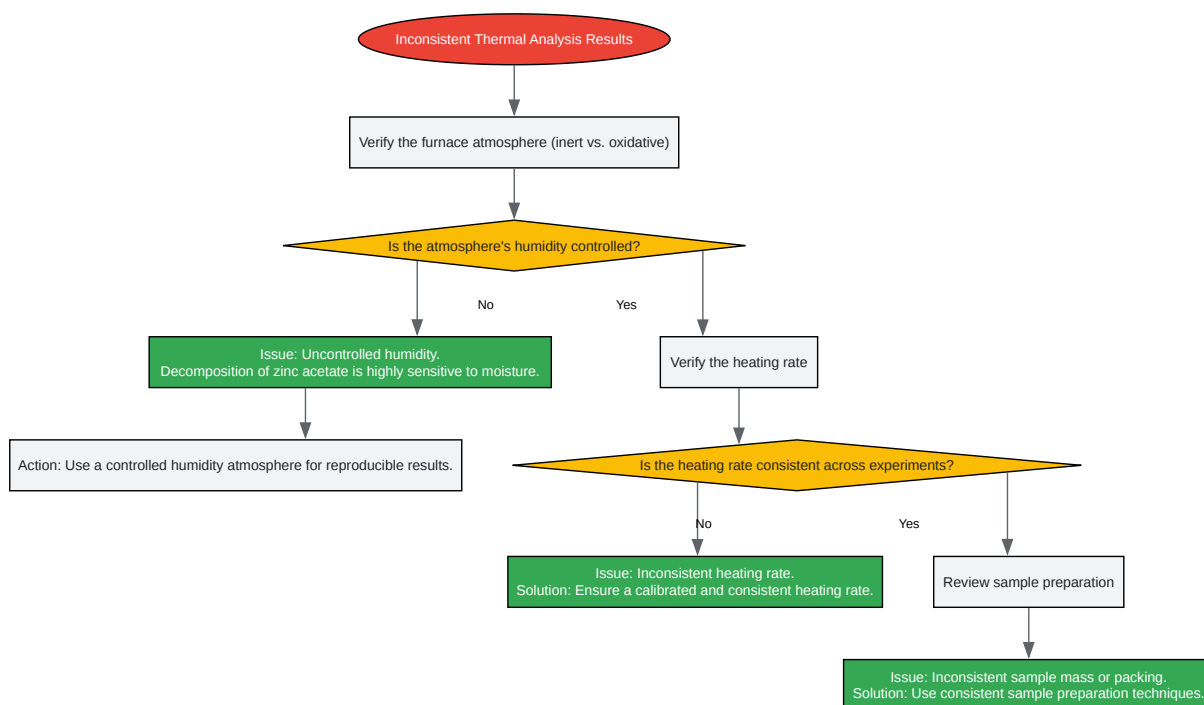 Inconsistent Thermal Analysis Results
Verify the furnace atmosphere (inert vs. oxidative)
Is the atmosphere's humidity controlled?
No
Yes
Issue: Uncontrolled humidity.
Decomposition of zinc acetate is highly sensitive to moisture.
Verify the heating rate
Action: Use a controlled humidity atmosphere for reproducible results.
Is the heating rate consistent across experiments?
No
Yes
Issue: Inconsistent heating rate.
Solution: Ensure a calibrated and consistent heating rate.
Review sample preparation
Issue: Inconsistent sample mass or packing.
Solution: Use consistent sample preparation techniques.